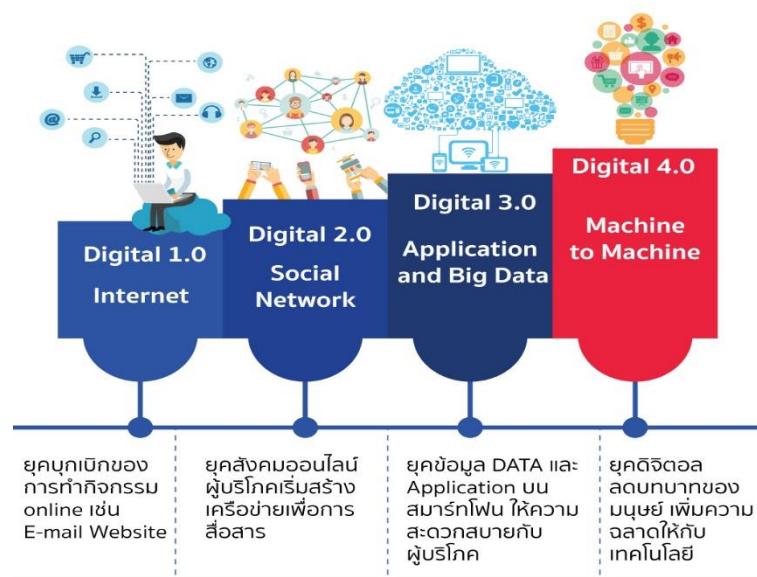 Digital 1.0
Internet
Digital 2.0
Social
Network
Digital 3.0
Application
and Big Data
Digital 4.0
Machine
to Machine
ยุคบุกเบิกของ
การทำกิจกรรม
online เช่น
E-mail Website
ยุคสังคมออนไลน์
ผู้บริโภคเริ่มสร้าง
เครือข่ายเพื่อการ
สื่อสาร
ยุคข้อมูล DATA และ
Application บน
สมาร์ทโฟน ให้ความ
สะดวกสบายกับ
ผู้บริโภค
ยุคดิจิตอล
ลดบทบาทของ
มนุษย์ เพิ่มความ
ฉลาดให้กับ
เทคโนโลยี